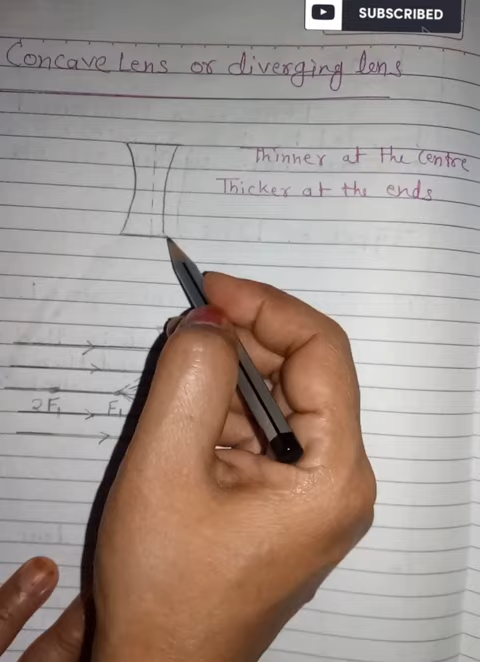 SUBSCRIBED
Concave Lens or diverging lens
Thinner at the Centre
Thicker at the ends
2F₁ F₁